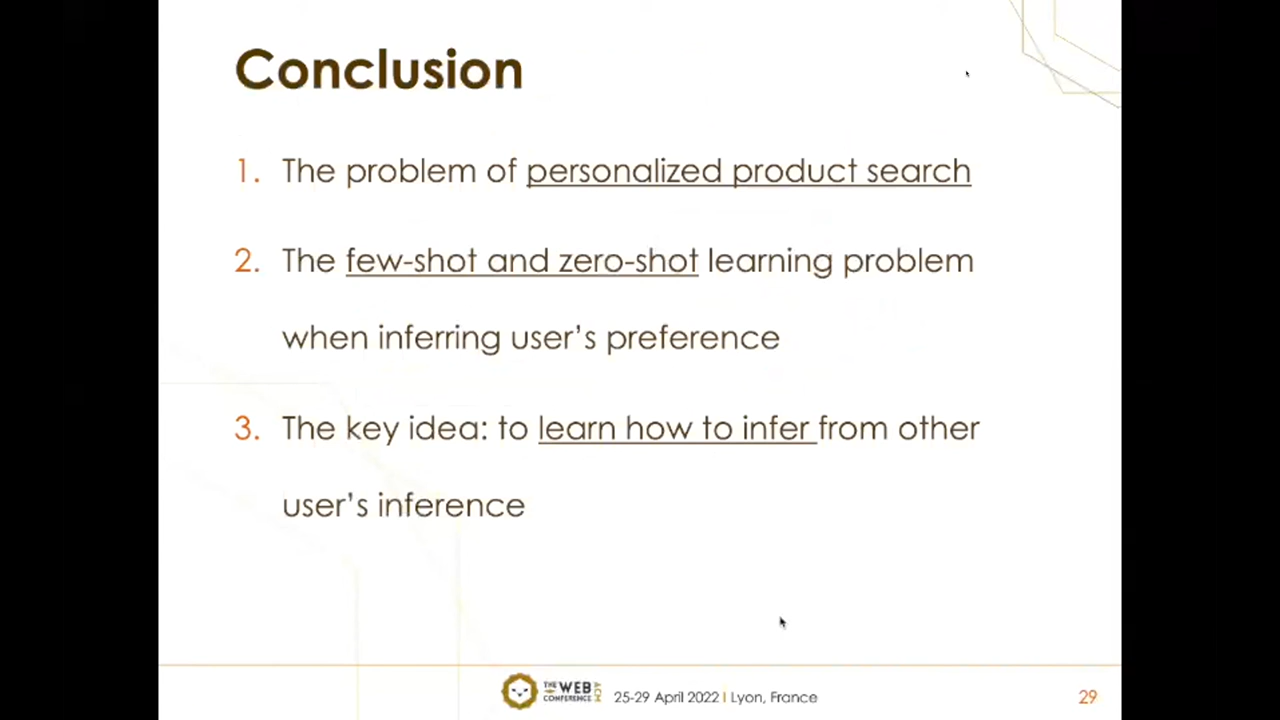 Conclusion
1. The problem of personalized product search
2. The few-shot and zero-shot learning problem
when inferring user's preference
3. The key idea: to learn how to infer from other
user's inference
THE WEB CONFERENCE ACM 25-29 April 2022 | Lyon, France 29